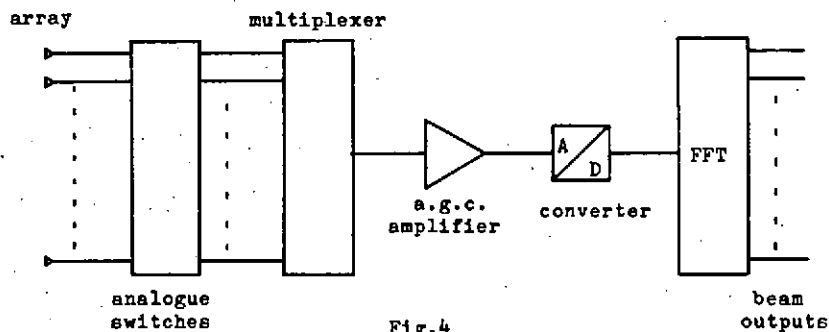 array
multiplexer
A
D
FFT
a.g.c.
amplifier
converter
analogue
switches
beam
outputs
Fig.4